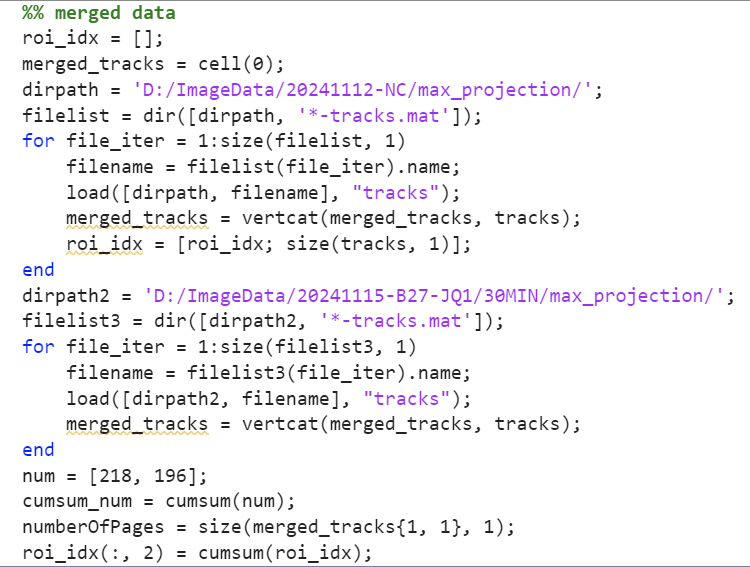 %% merged data
roi_idx = [];
merged_tracks = cell(0);
dirpath = 'D:/ImageData/20241112-NC/max_projection/';
filelist = dir([dirpath, '*-tracks.mat']);
for file_iter = 1:size(filelist, 1)
    filename = filelist(file_iter).name;
    load([dirpath, filename], "tracks");
    merged_tracks = vertcat(merged_tracks, tracks);
    roi_idx = [roi_idx; size(tracks, 1)];
end
dirpath2 = 'D:/ImageData/20241115-B27-JQ1/30MIN/max_projection/';
filelist3 = dir([dirpath2, '*-tracks.mat']);
for file_iter = 1:size(filelist3, 1)
    filename = filelist3(file_iter).name;
    load([dirpath2, filename], "tracks");
    merged_tracks = vertcat(merged_tracks, tracks);
end
num = [218, 196];
cumsum_num = cumsum(num);
numberOfPages = size(merged_tracks{1, 1}, 1);
roi_idx(:, 2) = cumsum(roi_idx);